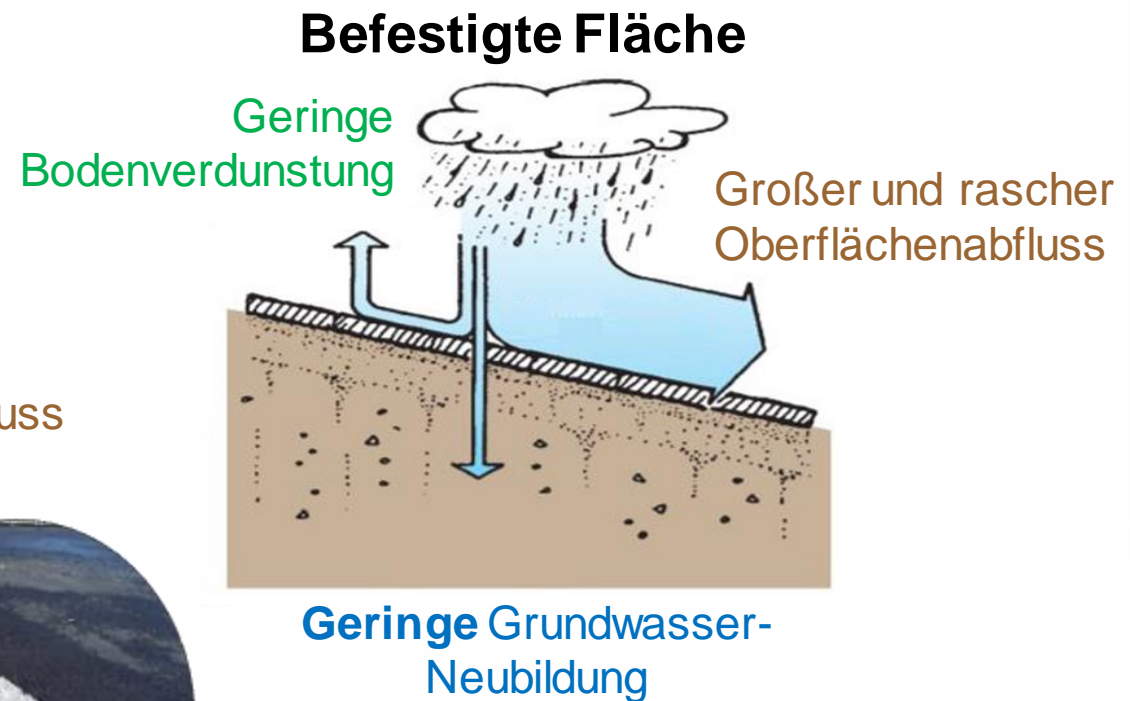 Befestigte Fläche
Geringe
Bodenverdunstung
Großer und rascher
Oberflächenabfluss
uss
Geringe Grundwasser-
Neubildung